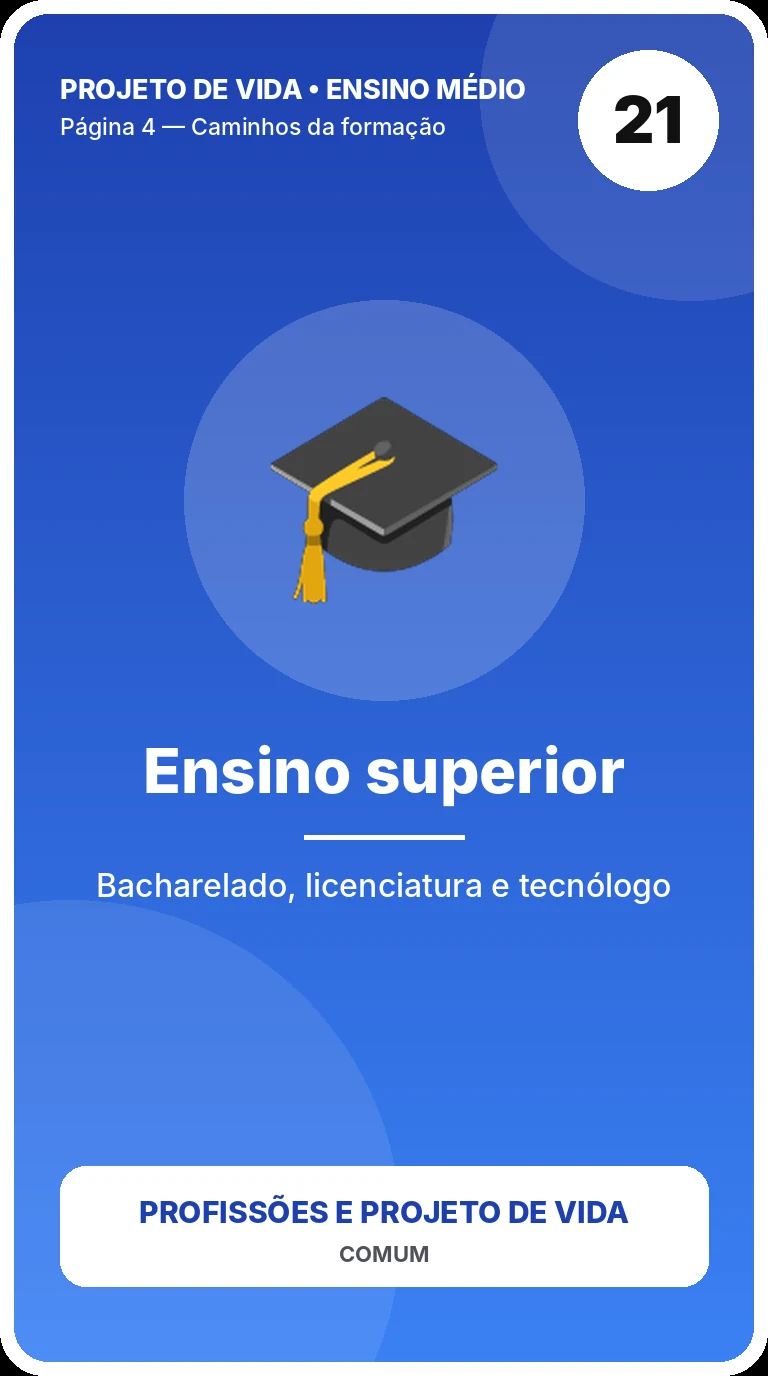 PROJETO DE VIDA • ENSINO MÉDIO
Página 4 — Caminhos da formação
21
Ensino superior
Bacharelado, licenciatura e tecnólogo
PROFISSÕES E PROJETO DE VIDA
COMUM